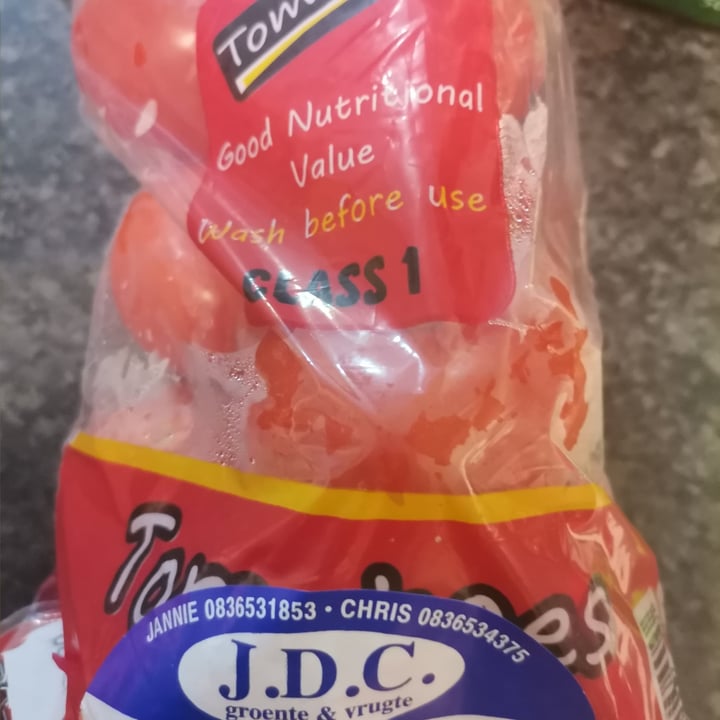 Good Nutritional
Value
Wash before use
CLASS 1
JANNIE 0836531853 • CHRIS 0836534375
J.D.C.
groente & vrugte